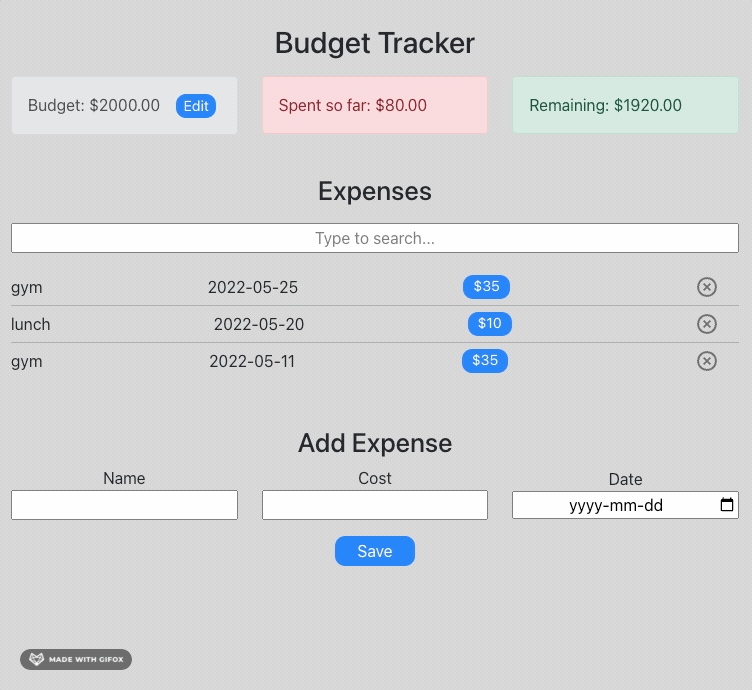 Budget Tracker
Budget: $2000.00 Edit Spent so far: $80.00 Remaining: $1920.00
Expenses
Type to search...
gym 2022-05-25 $35
lunch 2022-05-20 $10
gym 2022-05-11 $35
Add Expense
Name Cost Date
yyyy-mm-dd
Save
MADE WITH GIFOX